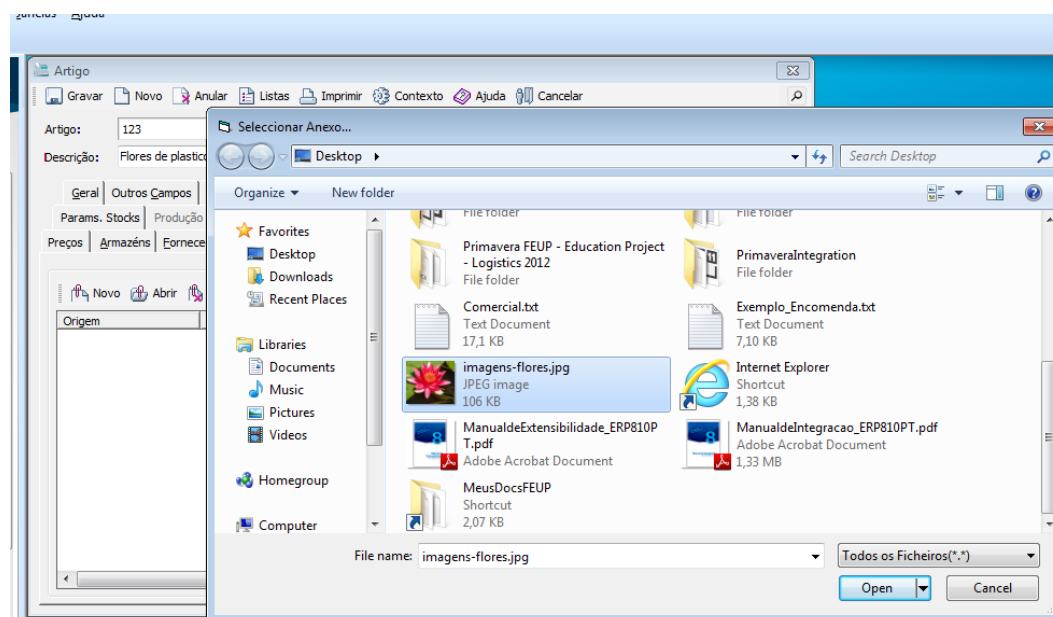 Ajuda
Artigo
Gravar Novo Anular Listas Imprimir Contexto Ajuda Cancelar
Artigo: 123
Descrição: Flores de plastico
Geral Outros Campos
Params. Stocks Produção
Preços Armazéns Fornece
Novo Abrir
Origem
Seleccionar Anexo...
Desktop
Search Desktop
Organize New folder
Favorites
Desktop
Downloads
Recent Places
Libraries
Documents
Music
Pictures
Videos
Homegroup
Computer
File folder
File folder
Primavera FEUP - Education Project
- Logistics 2012
File folder
PrimaveraIntegration
File folder
Comercial.txt
Text Document
17,1 KB
Exemplo_Encomenda.txt
Text Document
7,10 KB
imagens-flores.jpg
JPEG image
106 KB
Internet Explorer
Shortcut
1,38 KB
ManualdeExtensibilidade_ERP810P
T.pdf
Adobe Acrobat Document
ManualdeIntegracao_ERP810PT.pdf
Adobe Acrobat Document
1,33 MB
MeusDocsFEUP
Shortcut
2,07 KB
File name: imagens-flores.jpg
Todos os Ficheiros(*.*)
Open Cancel